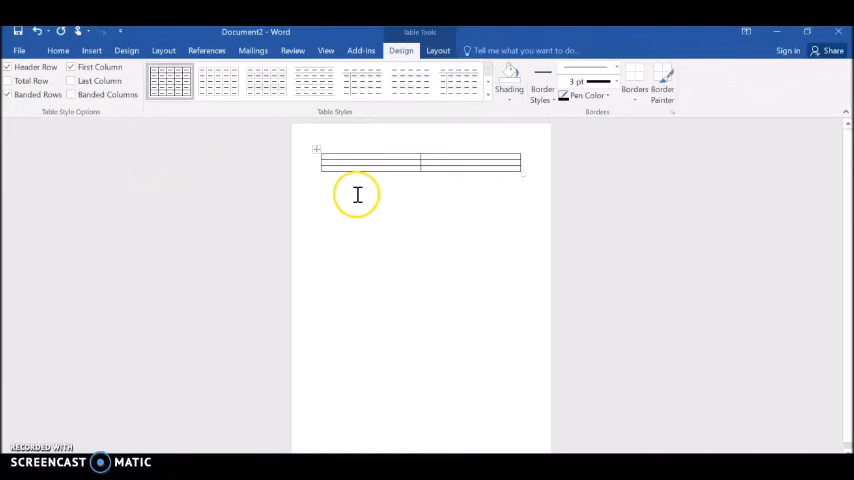 Document2 - Word
Table Tools
File Home Insert Design Layout References Mailings Review View Add-ins Design Layout Tell me what you want to do... Sign in Share
Header Row First Column
Total Row Last Column
Banded Rows Banded Columns
Table Style Options
Table Styles
Shading
Border Styles
3 pt
Pen Color
Borders
Border Painter
Borders
RECORDED WITH
SCREENCAST MATIC